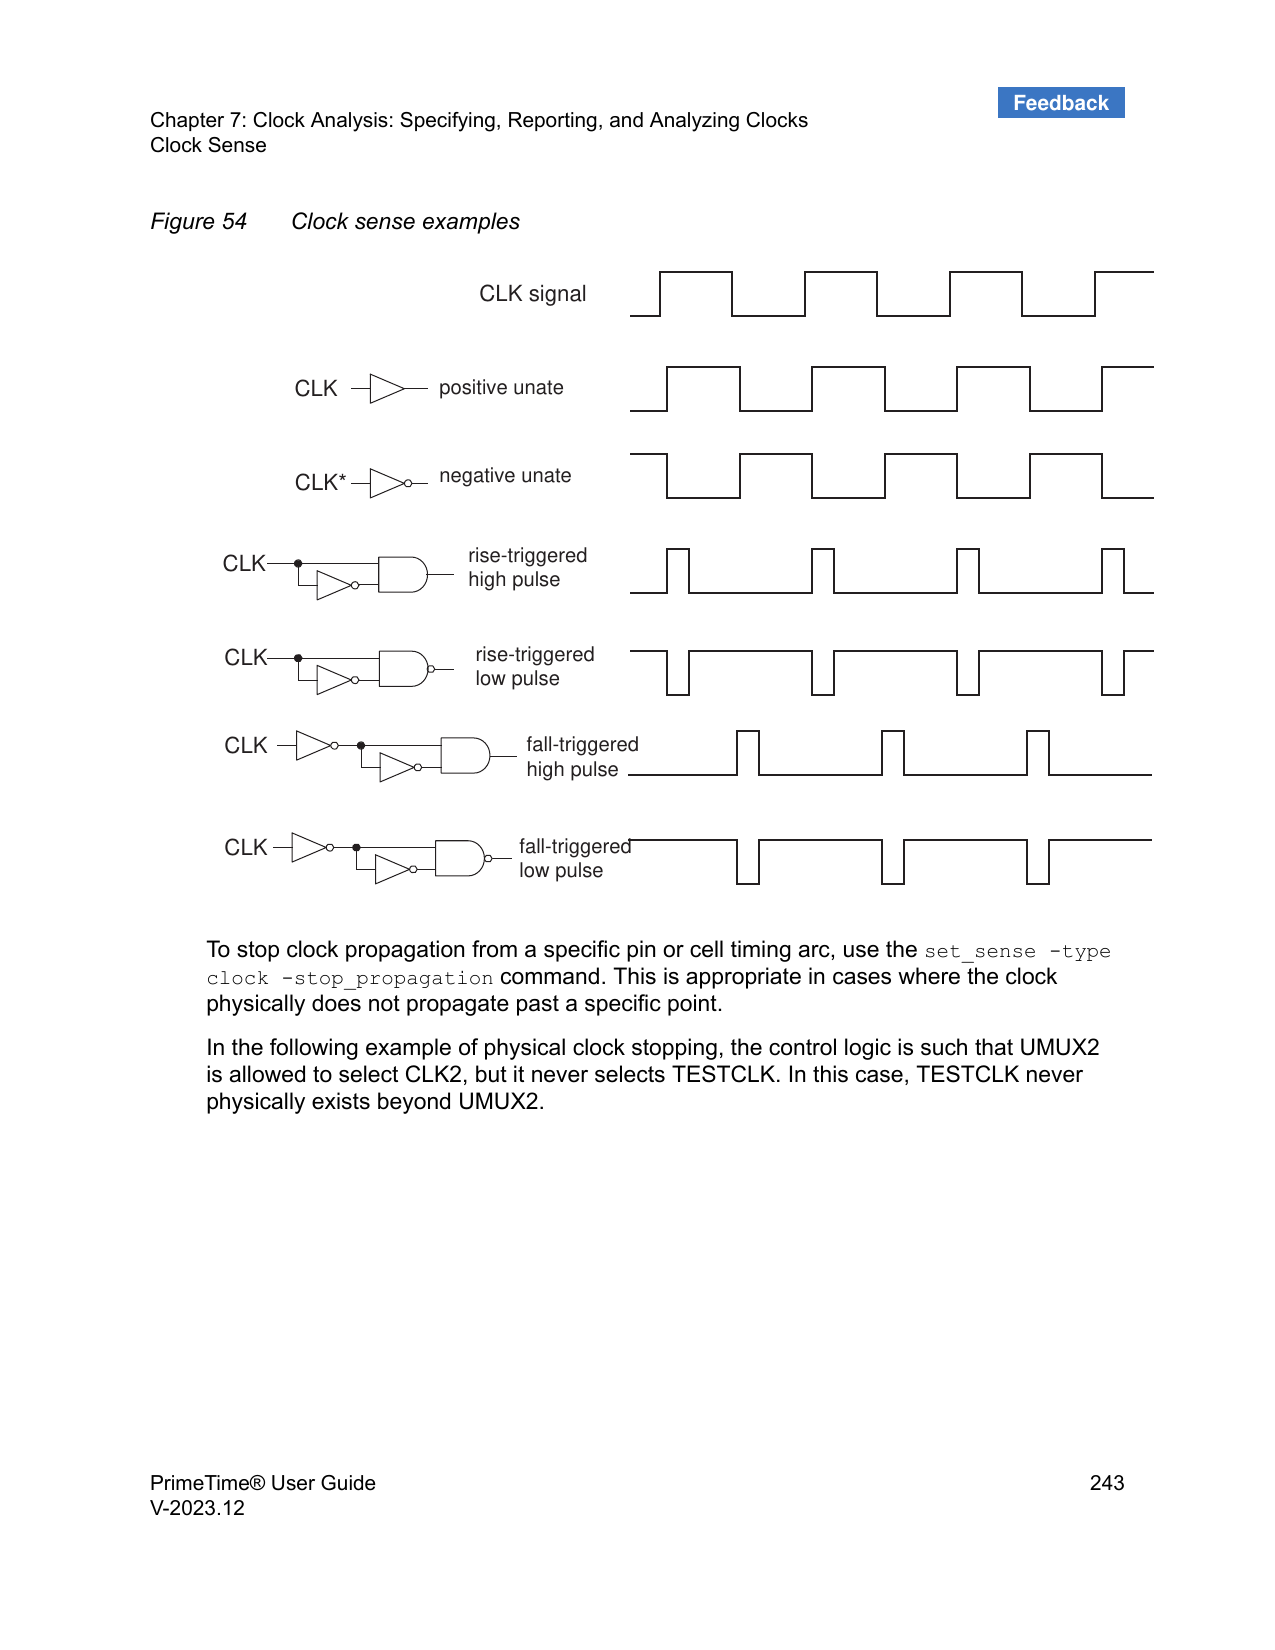 Feedback
Chapter 7: Clock Analysis: Specifying, Reporting, and Analyzing Clocks
Clock Sense
Figure 54 Clock sense examples
CLK signal
CLK positive unate
CLK* negative unate
CLK rise-triggered
high pulse
CLK rise-triggered
low pulse
CLK fall-triggered
high pulse
CLK fall-triggered
low pulse
To stop clock propagation from a specific pin or cell timing arc, use the set_sense -type
clock -stop_propagation command. This is appropriate in cases where the clock
physically does not propagate past a specific point.
In the following example of physical clock stopping, the control logic is such that UMUX2
is allowed to select CLK2, but it never selects TESTCLK. In this case, TESTCLK never
physically exists beyond UMUX2.
PrimeTime® User Guide 243
V-2023.12